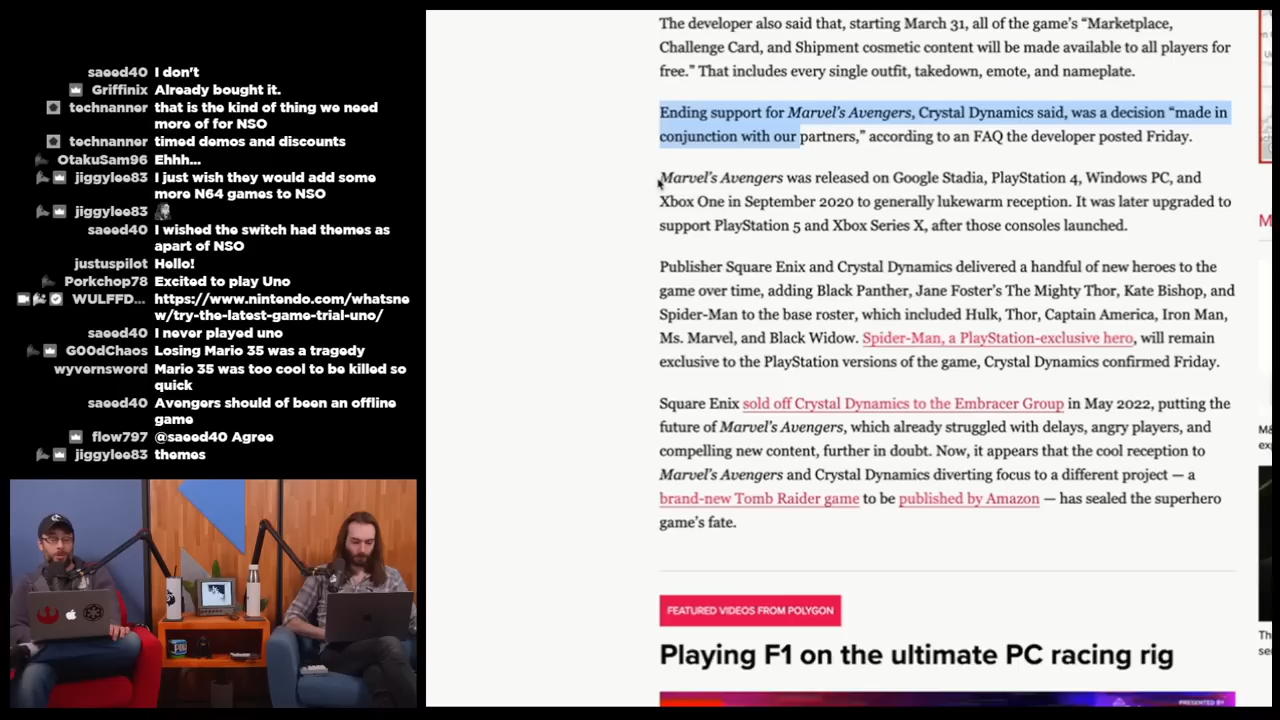 saeed40 I don't
Griffinix Already bought it.
technanner that is the kind of thing we need
more of for NSO
technanner timed demos and discounts
OtakuSam96 Ehhh...
jiggylee83 I just wish they would add some
more N64 games to NSO
jiggylee83
saeed40 I wished the switch had themes as
apart of NSO
justuspilot Hello!
Porkchop78 Excited to play Uno
WULFFD... https://www.nintendo.com/whatsne
w/try-the-latest-game-trial-uno/
saeed40 I never played uno
G00dChaos Losing Mario 35 was a tragedy
wyvernsword Mario 35 was too cool to be killed so
quick
saeed40 Avengers should of been an offline
game
flow797 @saeed40 Agree
jiggylee83 themes
The developer also said that, starting March 31, all of the game's “Marketplace,
Challenge Card, and Shipment cosmetic content will be made available to all players for
free.” That includes every single outfit, takedown, emote, and nameplate.
Ending support for Marvel's Avengers, Crystal Dynamics said, was a decision “made in
conjunction with our partners,” according to an FAQ the developer posted Friday.
Marvel's Avengers was released on Google Stadia, PlayStation 4, Windows PC, and
Xbox One in September 2020 to generally lukewarm reception. It was later upgraded to
support PlayStation 5 and Xbox Series X, after those consoles launched.
Publisher Square Enix and Crystal Dynamics delivered a handful of new heroes to the
game over time, adding Black Panther, Jane Foster's The Mighty Thor, Kate Bishop, and
Spider-Man to the base roster, which included Hulk, Thor, Captain America, Iron Man,
Ms. Marvel, and Black Widow. Spider-Man, a PlayStation-exclusive hero, will remain
exclusive to the PlayStation versions of the game, Crystal Dynamics confirmed Friday.
Square Enix sold off Crystal Dynamics to the Embracer Group in May 2022, putting the
future of Marvel's Avengers, which already struggled with delays, angry players, and
compelling new content, further in doubt. Now, it appears that the cool reception to
Marvel's Avengers and Crystal Dynamics diverting focus to a different project — a
brand-new Tomb Raider game to be published by Amazon — has sealed the superhero
game's fate.
FEATURED VIDEOS FROM POLYGON
Playing F1 on the ultimate PC racing rig
PRESENTED BY